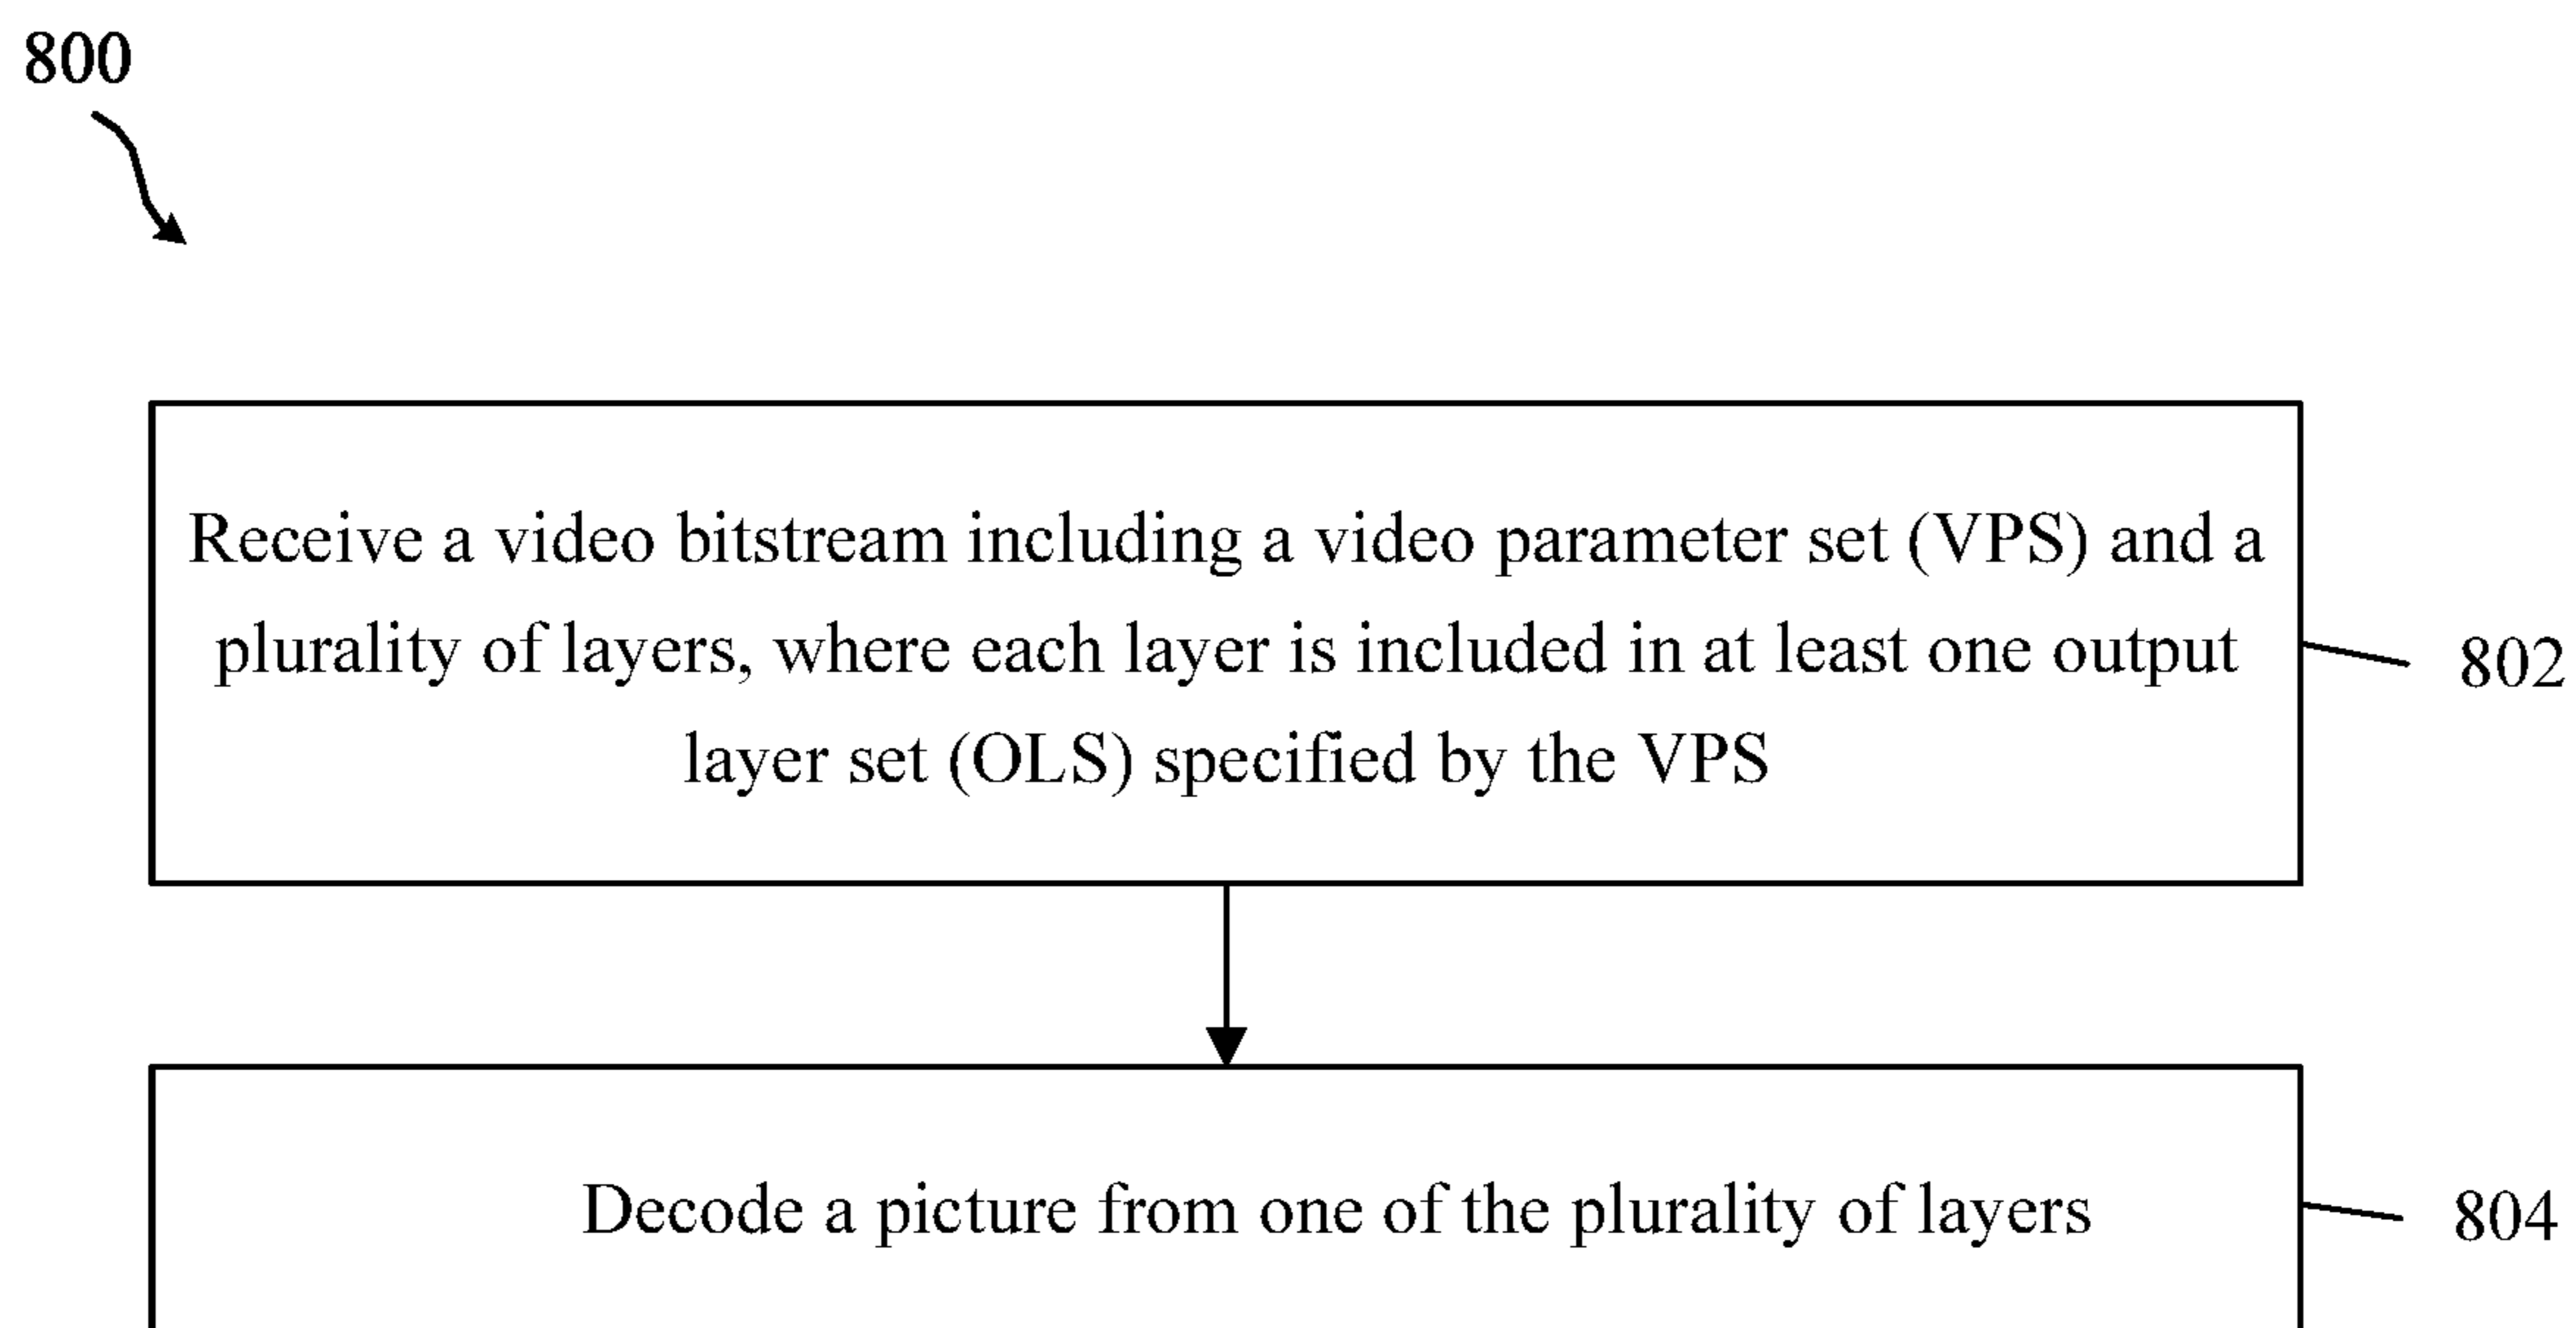 800
Receive a video bitstream including a video parameter set (VPS) and a
plurality of layers, where each layer is included in at least one output
layer set (OLS) specified by the VPS
802
Decode a picture from one of the plurality of layers
804